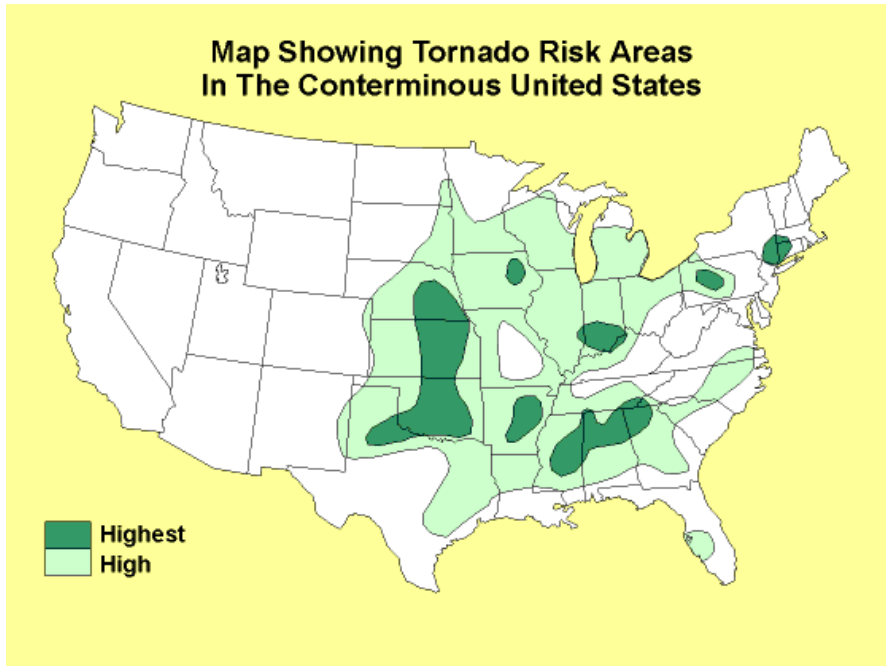 Map Showing Tornado Risk Areas
In The Conterminous United States
Highest
High